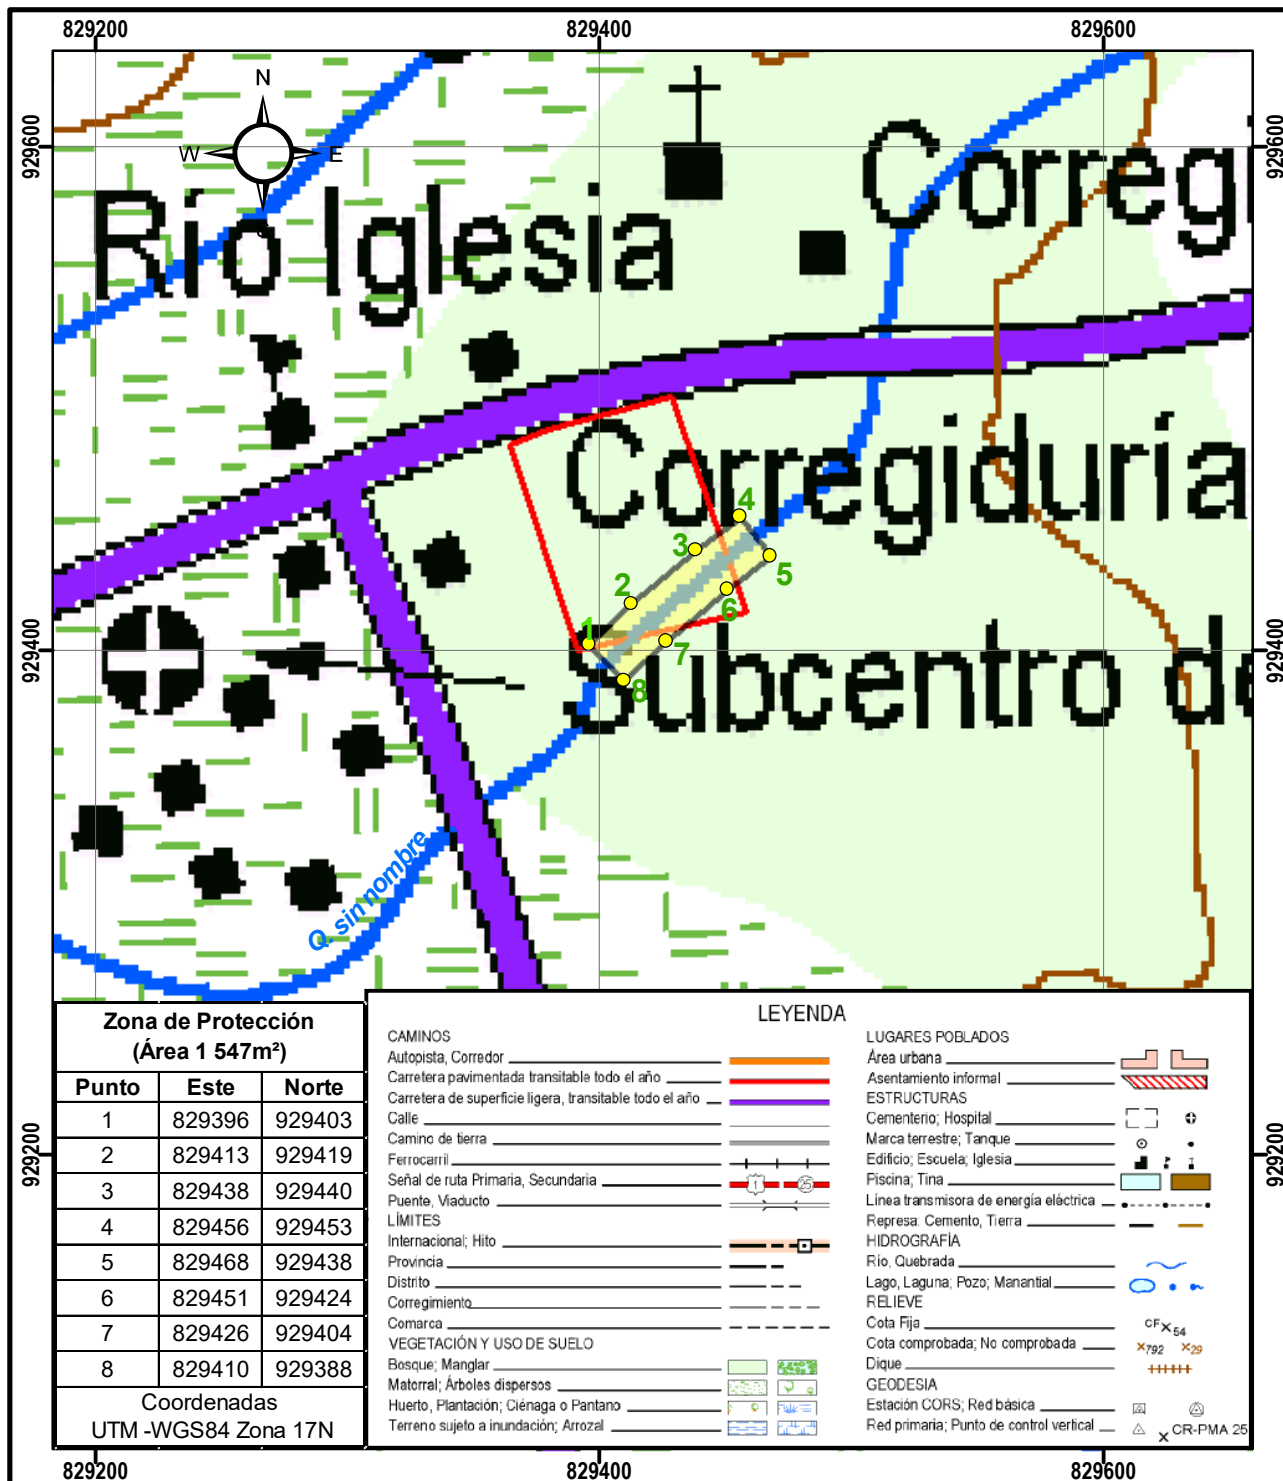 829200
829400
829600
929600
929600
N
W
E
Río Iglesia
Correg
Corregiduría
4
3
5
2
6
1
7
8
929400
929400
Subcentro de
Q. sin nombre
Zona de Protección
(Área 1 547m²)
Punto Este Norte
1 829396 929403
2 829413 929419
3 829438 929440
4 829456 929453
5 829468 929438
6 829451 929424
7 829426 929404
8 829410 929388
Coordenadas
UTM -WGS84 Zona 17N
929200
929200
LEYENDA
CAMINOS
Autopista, Corredor
Carretera pavimentada transitable todo el año
Carretera de superficie ligera, transitable todo el año
Calle
Camino de tierra
Ferrocarril
Señal de ruta Primaria, Secundaria
1
25
Puente, Viaducto
LÍMITES
Internacional; Hito
Provincia
Distrito
Corregimiento
Comarca
VEGETACIÓN Y USO DE SUELO
Bosque; Manglar
Matorral; Árboles dispersos
Huerto, Plantación; Ciénaga o Pantano
Terreno sujeto a inundación; Arrozal
LUGARES POBLADOS
Área urbana
Asentamiento informal
ESTRUCTURAS
Cementerio; Hospital
Marca terrestre; Tanque
Edificio; Escuela; Iglesia
Piscina; Tina
Línea transmisora de energía eléctrica
Represa: Cemento, Tierra
HIDROGRAFÍA
Río, Quebrada
Lago, Laguna; Pozo; Manantial
RELIEVE
Cota Fija
CF × 54
Cota comprobada; No comprobada
×792 ×29
Dique
GEODESIA
Estación CORS; Red básica
Red primaria; Punto de control vertical
× CR-PMA 25
829200
829400
829600